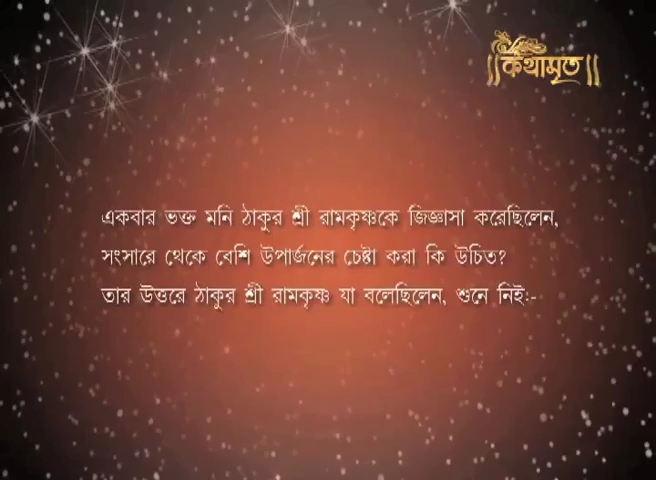 ॥কথামৃত॥
একবার ভক্ত মনি ঠাকুর শ্রী রামকৃষ্ণকে জিজ্ঞাসা করেছিলেন,
সংসারে থেকে বেশি উপার্জনের চেষ্টা করা কি উচিত?
তার উত্তরে ঠাকুর শ্রী রামকৃষ্ণ যা বলেছিলেন, শুনে নিই:-